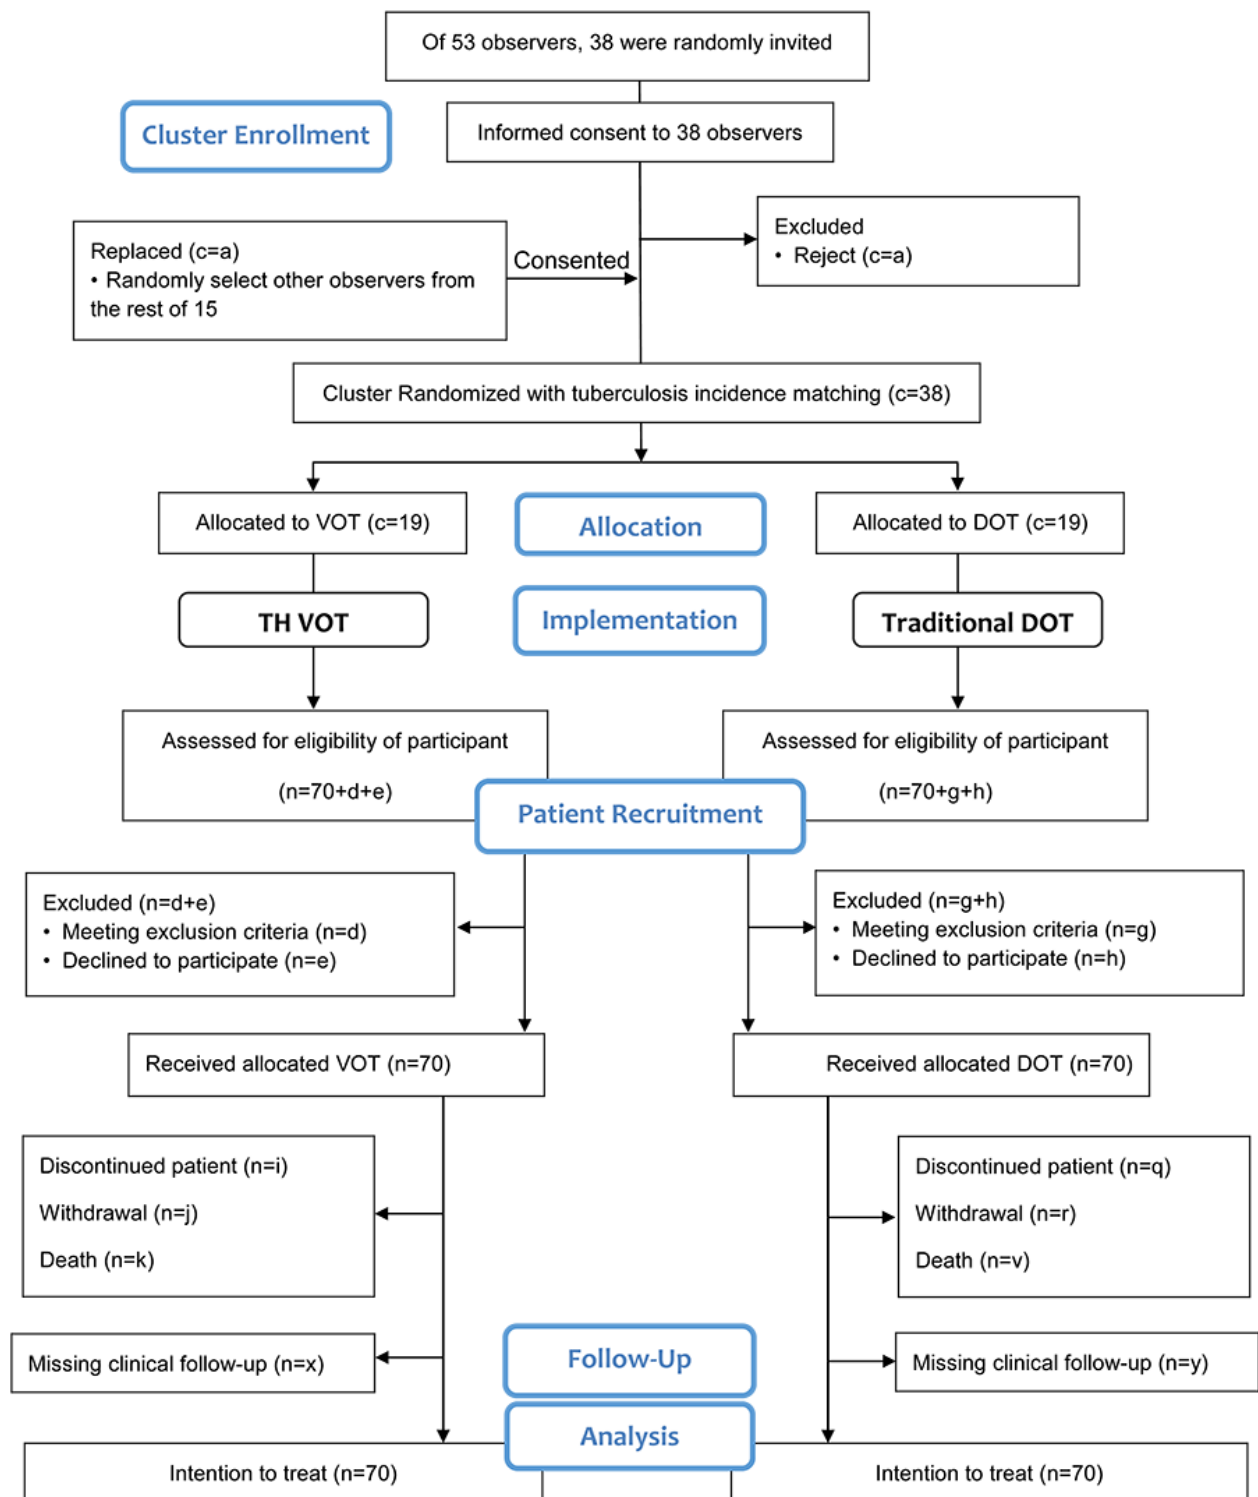 Of 53 observers, 38 were randomly invited
Cluster Enrollment
Informed consent to 38 observers
Replaced (c=a)
• Randomly select other observers from
the rest of 15
Consented
Excluded
• Reject (c=a)
Cluster Randomized with tuberculosis incidence matching (c=38)
Allocated to VOT (c=19)
Allocation
Allocated to DOT (c=19)
TH VOT
Implementation
Traditional DOT
Assessed for eligibility of participant
(n=70+d+e)
Assessed for eligibility of participant
(n=70+g+h)
Patient Recruitment
Excluded (n=d+e)
• Meeting exclusion criteria (n=d)
• Declined to participate (n=e)
Excluded (n=g+h)
• Meeting exclusion criteria (n=g)
• Declined to participate (n=h)
Received allocated VOT (n=70)
Received allocated DOT (n=70)
Discontinued patient (n=i)
Withdrawal (n=j)
Death (n=k)
Discontinued patient (n=q)
Withdrawal (n=r)
Death (n=v)
Missing clinical follow-up (n=x)
Follow-Up
Missing clinical follow-up (n=y)
Analysis
Intention to treat (n=70)
Intention to treat (n=70)